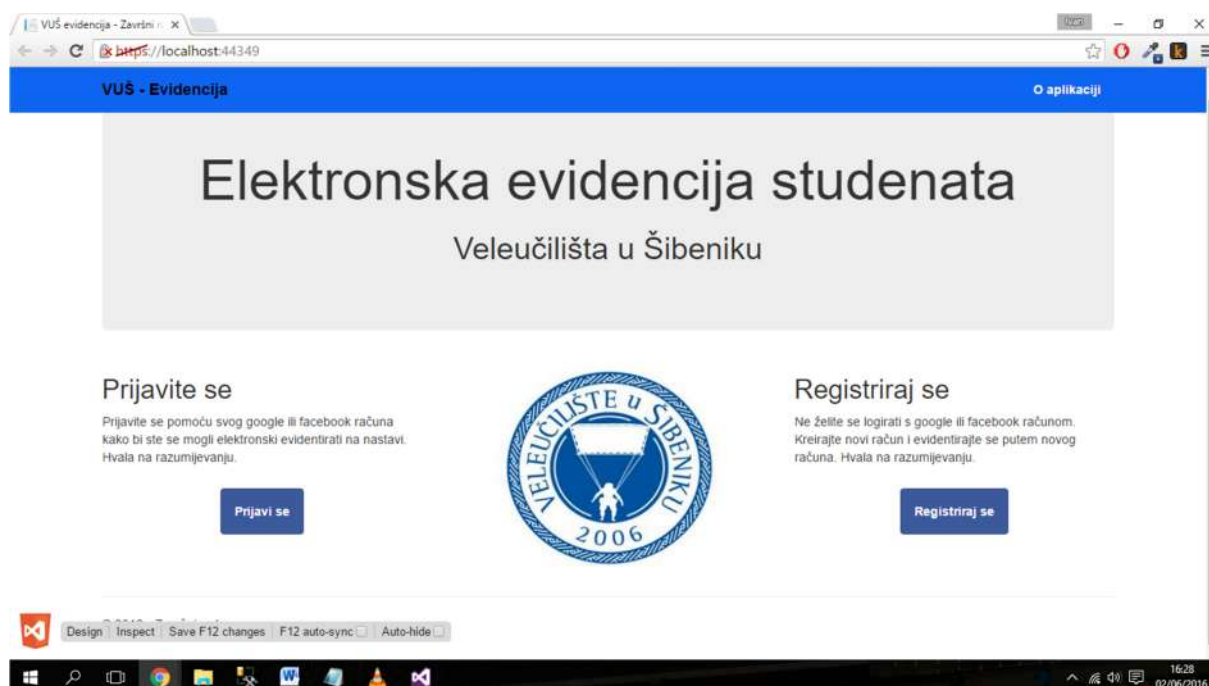 VUŠ evidencija - Završni r
Ivan
https://localhost:44349
VUŠ - Evidencija
O aplikaciji
Elektronska evidencija studenata
Veleučilišta u Šibeniku
Prijavite se
Prijavite se pomoću svog google ili facebook računa
kako bi ste se mogli elektronski evidentirati na nastavi.
Hvala na razumijevanju.
Prijavi se
VELEUČILIŠTE u ŠIBENIKU
2006
Registriraj se
Ne želite se logirati s google ili facebook računom.
Kreirajte novi račun i evidentirajte se putem novog
računa. Hvala na razumijevanju.
Registriraj se
Design Inspect Save F12 changes F12 auto-sync Auto-hide
16:28
02/06/2016